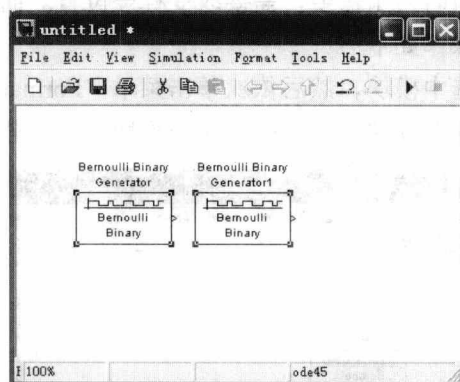 untitled *
File Edit View Simulation Format Tools Help
Bernoulli Binary Generator
Bernoulli Binary
Bernoulli Binary Generator1
Bernoulli Binary
100% ode45